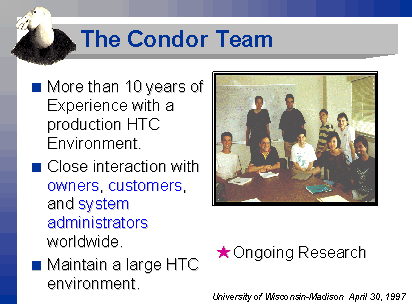 The Condor Team
More than 10 years of
Experience with a
production HTC
Environment.
Close interaction with
owners, customers,
and system
administrators
worldwide.
Maintain a large HTC
environment.
Ongoing Research
University of Wisconsin-Madison April 30, 1997